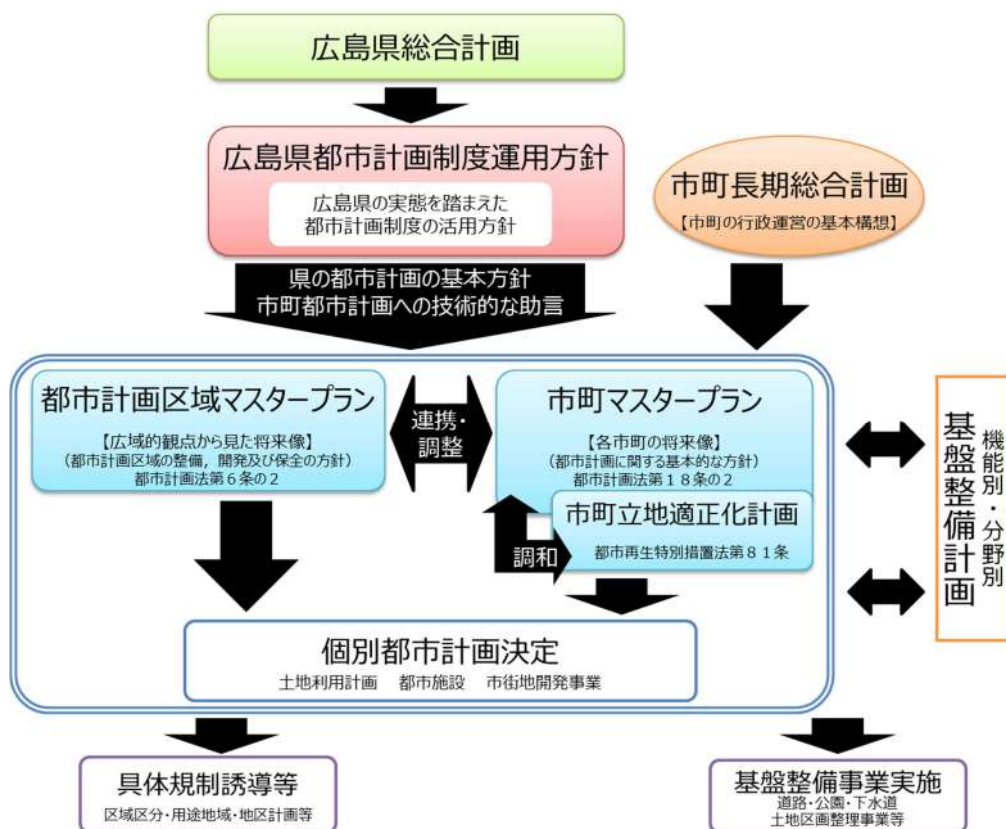 広島県総合計画
広島県都市計画制度運用方針
広島県の実態を踏まえた
都市計画制度の活用方針
市町長期総合計画
【市町の行政運営の基本構想】
県の都市計画の基本方針
市町都市計画への技術的な助言
都市計画区域マスタープラン
【広域的観点から見た将来像】
(都市計画区域の整備，開発及び保全の方針)
都市計画法第６条の２
連携・
調整
市町マスタープラン
【各市町の将来像】
(都市計画に関する基本的な方針)
都市計画法第１８条の２
市町立地適正化計画
都市再生特別措置法第８１条
調和
機能別・分野別
基盤整備計画
個別都市計画決定
土地利用計画　都市施設　市街地開発事業
具体規制誘導等
区域区分・用途地域・地区計画等
基盤整備事業実施
道路・公園・下水道
土地区画整理事業等